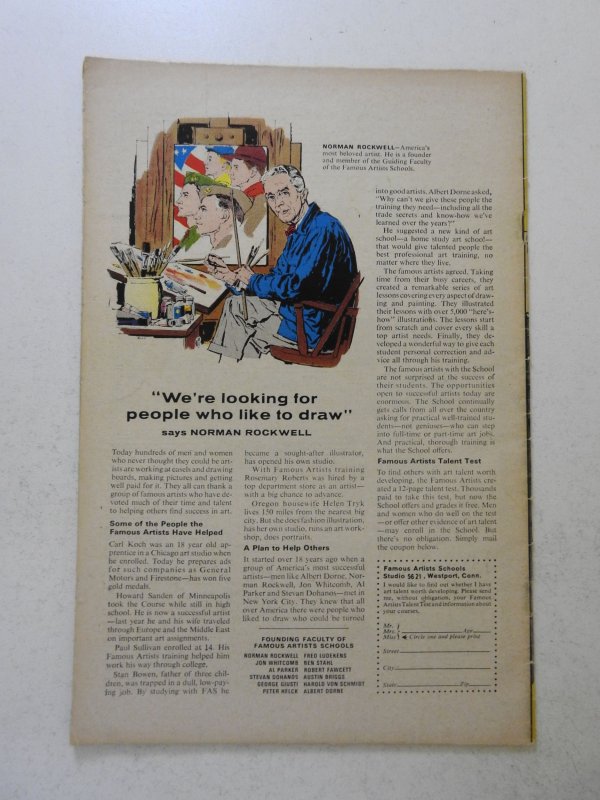 NORMAN ROCKWELL—America's
most beloved artist. He is a founder
and member of the Guiding Faculty
of the Famous Artists Schools.
"We're looking for
people who like to draw"
says NORMAN ROCKWELL
Today hundreds of men and women
who never thought they could be art-
ists are working at easels and drawing
boards, making pictures and getting
well paid for it. They all can thank a
group of famous artists who have de-
voted much of their time and talent
to helping others find success in art.
Some of the People the
Famous Artists Have Helped
Carl Koch was an 18 year old ap-
prentice in a Chicago art studio when
he enrolled. Today he prepares ads
for such companies as General
Motors and Firestone—has won five
gold medals.
Howard Sanden of Minneapolis
took the Course while still in high
school. He is now a successful artist
—last year he and his wife traveled
through Europe and the Middle East
on important art assignments.
Paul Sullivan enrolled at 14. His
Famous Artists training helped him
work his way through college.
Stan Bowen, father of three chil-
dren, was trapped in a dull, low-pay-
ing job. By studying with FAS he
became a sought-after illustrator,
has opened his own studio.
With Famous Artists training
Rosemary Roberts was hired by a
top department store as an artist—
with a big chance to advance.
Oregon housewife Helen Tryk
lives 150 miles from the nearest big
city. But she does fashion illustration,
has her own studio, runs an art work-
shop, does portraits.
A Plan to Help Others
It started over 18 years ago when a
group of America's most successful
artists—men like Albert Dorne, Nor-
man Rockwell, Jon Whitcomb, Al
Parker and Stevan Dohanos—met in
New York City. They knew that all
over America there were people who
liked to draw who could be turned
FOUNDING FACULTY OF
FAMOUS ARTISTS SCHOOLS
NORMAN ROCKWELL FRED LUDEKENS
JON WHITCOMB BEN STAHL
AL PARKER ROBERT FAWCETT
STEVAN DOHANOS AUSTIN BRIGGS
GEORGE GIUSTI HAROLD VON SCHMIDT
PETER HELCK ALBERT DORNE
into good artists. Albert Dorne asked,
"Why can't we give these people the
training they need—including all the
trade secrets and know-how we've
learned over the years?"
He suggested a new kind of art
school—a home study art school—
that would give talented people the
best professional art training, no
matter where they live.
The famous artists agreed. Taking
time from their busy careers, they
created a remarkable series of art
lessons covering every aspect of draw-
ing and painting. They illustrated
their lessons with over 5,000 "here's-
how" illustrations. The lessons start
from scratch and cover every skill a
top artist needs. Finally, they de-
veloped a wonderful way to give each
student personal correction and ad-
vice all through his training.
The famous artists with the School
are not surprised at the success of
their students. The opportunities
open to successful artists today are
enormous. The School continually
gets calls from all over the country
asking for practical well-trained stu-
dents—not geniuses—who can step
into full-time or part-time art jobs.
And practical, thorough training is
what the School offers.
Famous Artists Talent Test
To find others with art talent worth
developing, the Famous Artists cre-
ated a 12-page talent test. Thousands
paid to take this test, but now the
School offers and grades it free. Men
and women who do well on the test
—or offer other evidence of art talent
—may enroll in the School. But
there's no obligation. Simply mail
the coupon below.
Famous Artists Schools
Studio 5621, Westport, Conn.
I would like to find out whether I have
art talent worth developing. Please send
me, without obligation, your Famous
Artists Talent Test and information about
your courses.
Mr.
Mrs. Age
Miss Circle one and please print
Street
City
State Zip